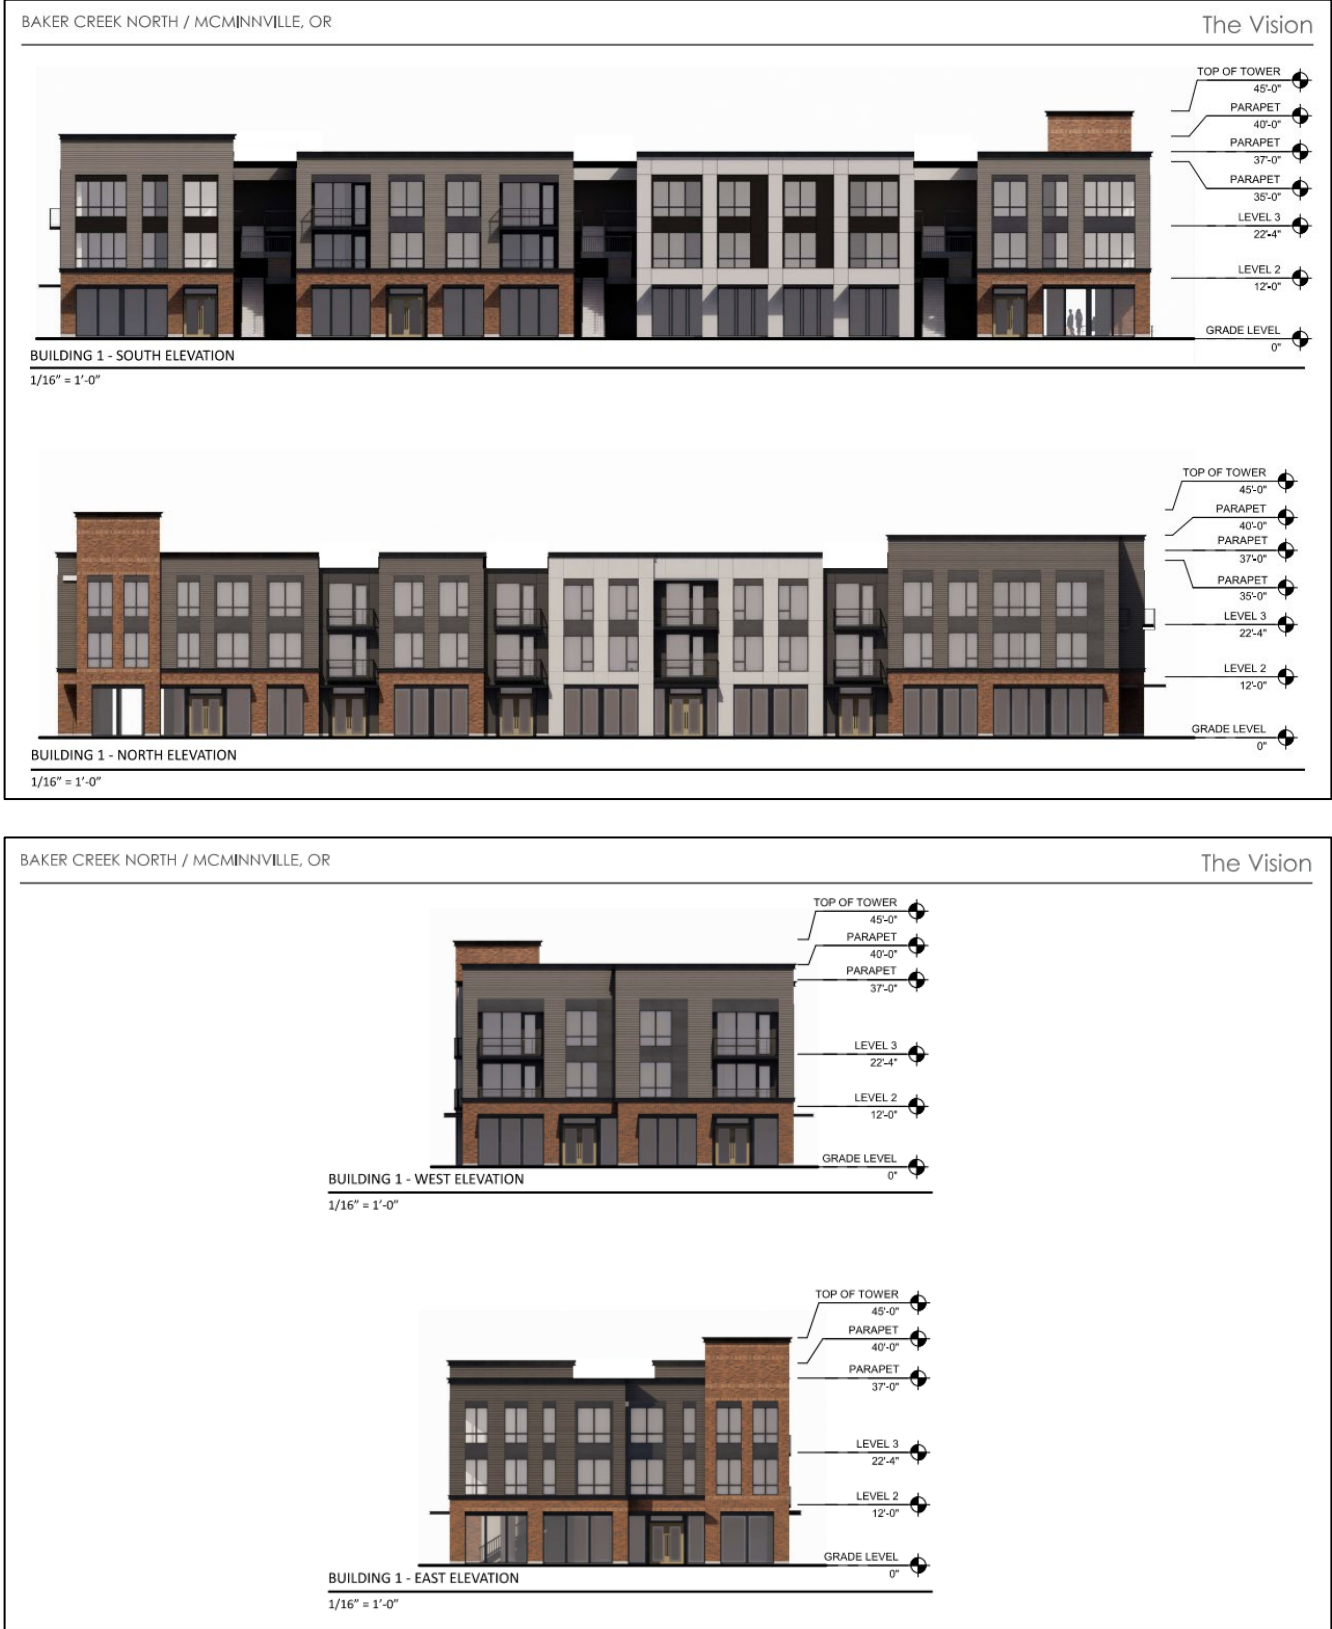 BAKER CREEK NORTH / MCMINNVILLE, OR
The Vision
TOP OF TOWER
45'-0"
PARAPET
40'-0"
PARAPET
37'-0"
PARAPET
35'-0"
LEVEL 3
22'-4"
LEVEL 2
12'-0"
GRADE LEVEL
0"
BUILDING 1 - SOUTH ELEVATION
1/16" = 1'-0"
TOP OF TOWER
45'-0"
PARAPET
40'-0"
PARAPET
37'-0"
PARAPET
35'-0"
LEVEL 3
22'-4"
LEVEL 2
12'-0"
GRADE LEVEL
0"
BUILDING 1 - NORTH ELEVATION
1/16" = 1'-0"
BAKER CREEK NORTH / MCMINNVILLE, OR
The Vision
TOP OF TOWER
45'-0"
PARAPET
40'-0"
PARAPET
37'-0"
LEVEL 3
22'-4"
LEVEL 2
12'-0"
GRADE LEVEL
0"
BUILDING 1 - WEST ELEVATION
1/16" = 1'-0"
TOP OF TOWER
45'-0"
PARAPET
40'-0"
PARAPET
37'-0"
LEVEL 3
22'-4"
LEVEL 2
12'-0"
GRADE LEVEL
0"
BUILDING 1 - EAST ELEVATION
1/16" = 1'-0"